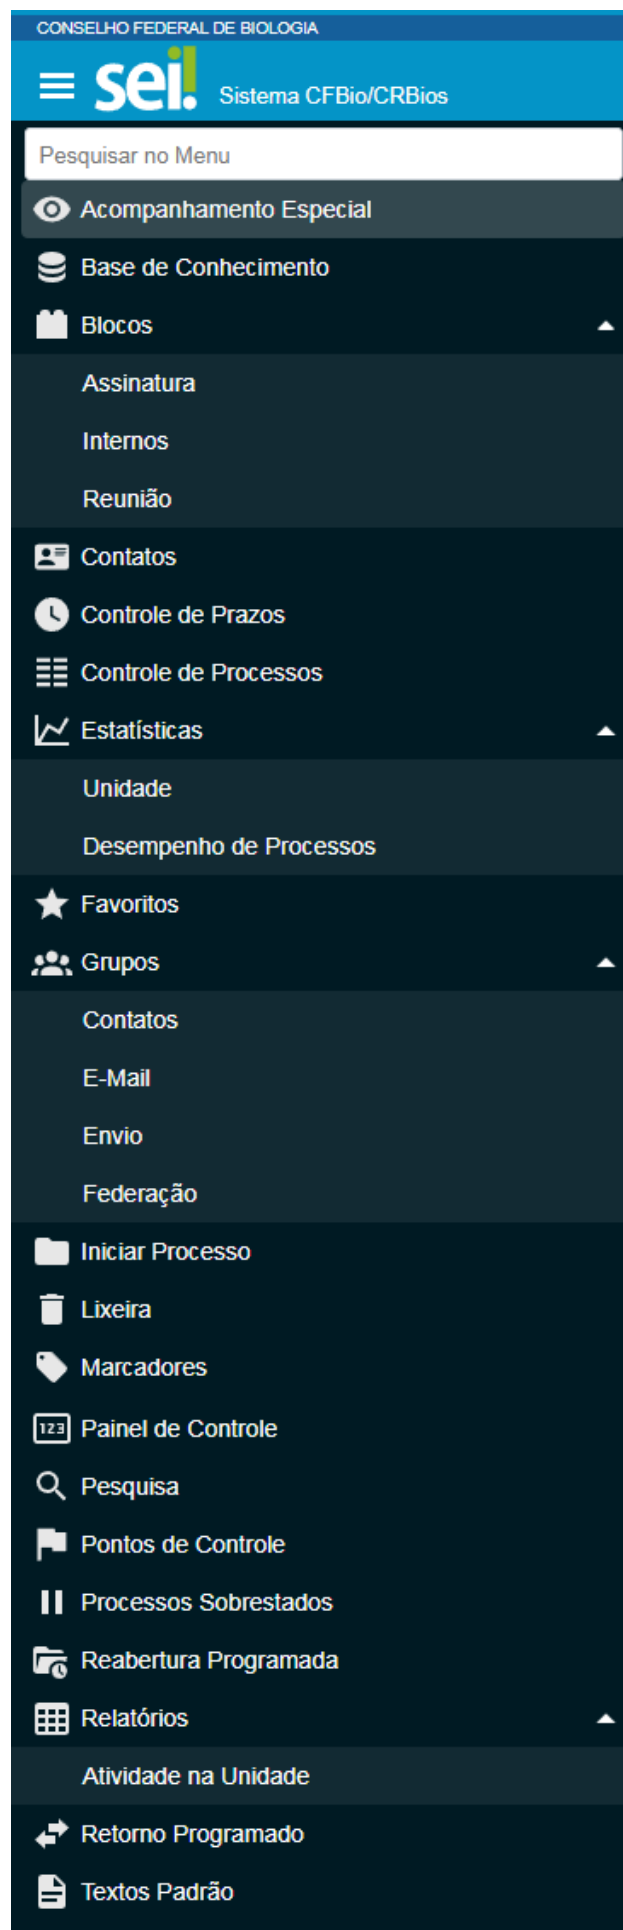 CONSELHO FEDERAL DE BIOLOGIA
sei! Sistema CFBio/CRBios
Pesquisar no Menu
Acompanhamento Especial
Base de Conhecimento
Blocos
Assinatura
Internos
Reunião
Contatos
Controle de Prazos
Controle de Processos
Estatísticas
Unidade
Desempenho de Processos
Favoritos
Grupos
Contatos
E-Mail
Envio
Federação
Iniciar Processo
Lixeira
Marcadores
123 Painel de Controle
Pesquisa
Pontos de Controle
Processos Sobrestados
Reabertura Programada
Relatórios
Atividade na Unidade
Retorno Programado
Textos Padrão